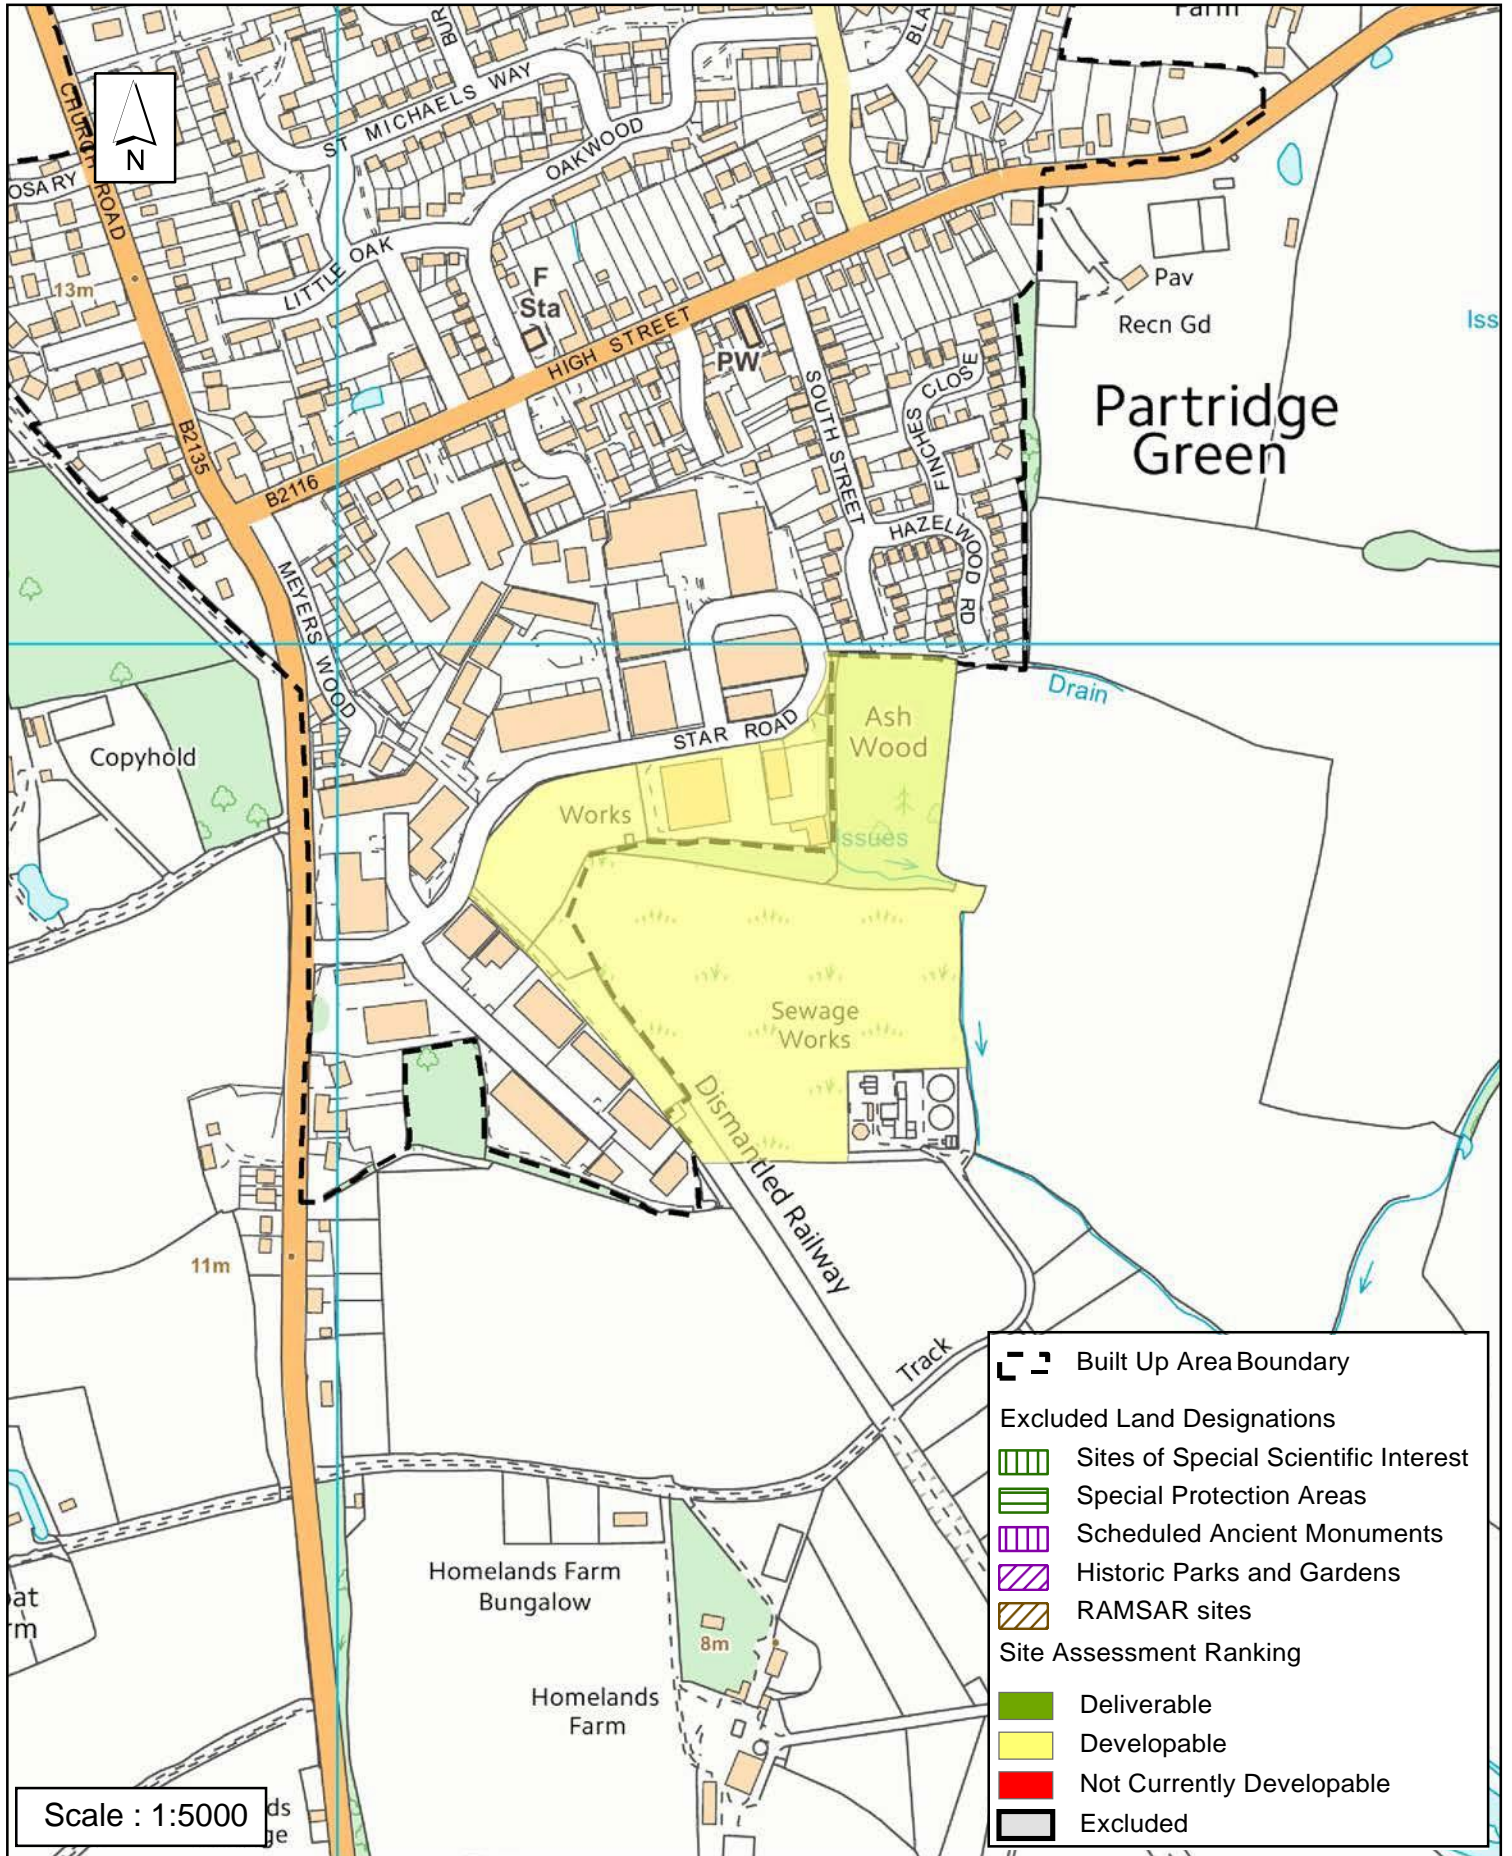 Farm
BUR
BLA
CHURCH ROAD
N
ST MICHAELS WAY
OAKWOOD
OSARY
LITTLE OAK
13m
F
Sta
HIGH STREET
PW
Pav
Recn Gd
Iss
Partridge
Green
SOUTH STREET
FINCHES CLOSE
B2135
B2116
HAZELWOOD RD
MEYERS WOOD
Drain
STAR ROAD
Ash
Wood
Copyhold
Works
Issues
Sewage
Works
Dismantled Railway
11m
Track
Homelands Farm
Bungalow
8m
Homelands
Farm
oat
rm
ds
ge
Scale : 1:5000
Built Up Area Boundary
Excluded Land Designations
Sites of Special Scientific Interest
Special Protection Areas
Scheduled Ancient Monuments
Historic Parks and Gardens
RAMSAR sites
Site Assessment Ranking
Deliverable
Developable
Not Currently Developable
Excluded